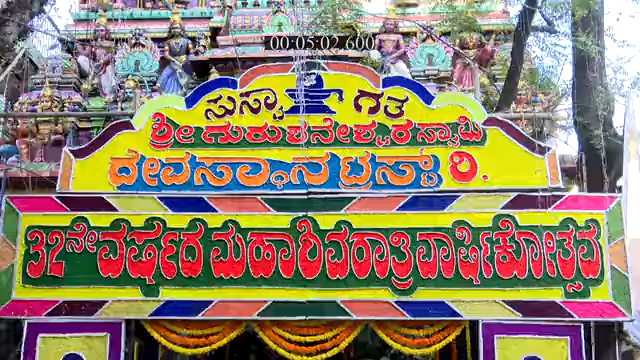 00:05:02.600
ಸುಸ್ವಾಗತ
ಶ್ರೀ ಗುರುಶನೇಶ್ವರಸ್ವಾಮಿ
ದೇವಸ್ಥಾನ ಟ್ರಸ್ಟ್ ರಿ.
32ನೇ ವರ್ಷದ ಮಹಾಶಿವರಾತ್ರಿ ವಾರ್ಷಿಕೋತ್ಸವ